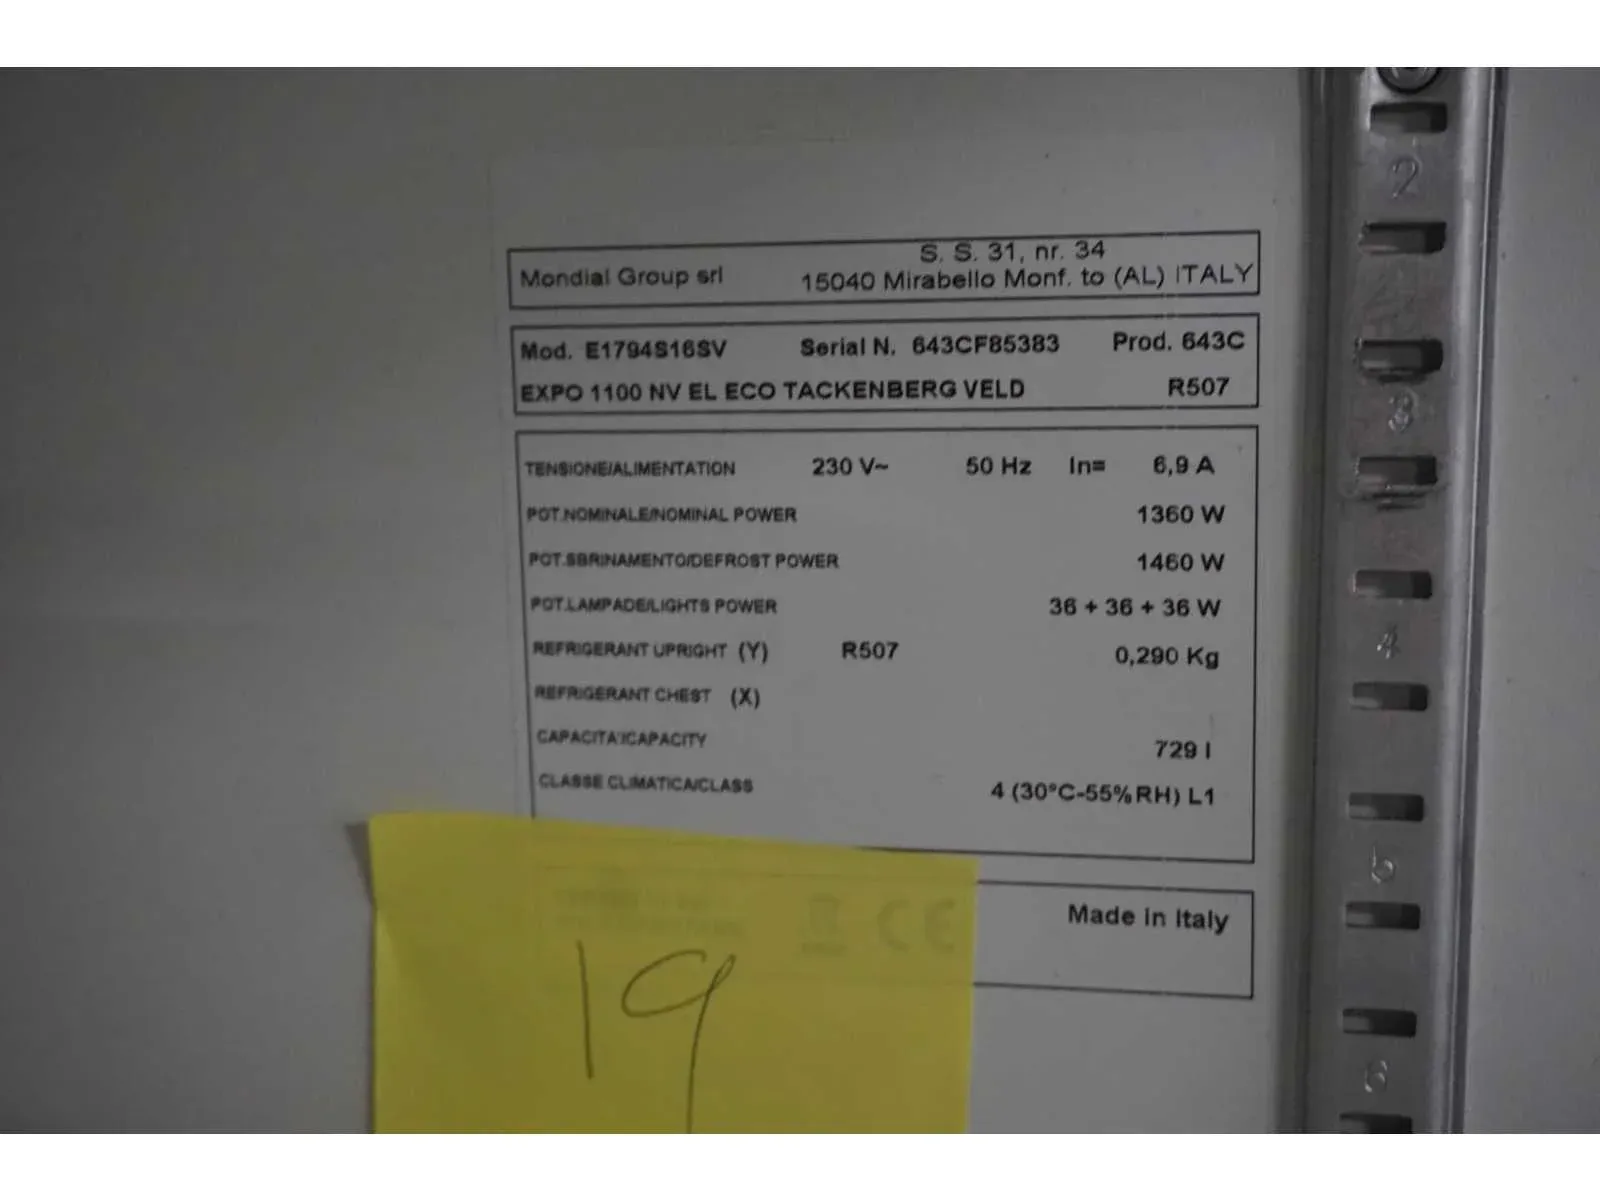 Mondial Group srl
S. S. 31, nr. 34
15040 Mirabello Monf. to (AL) ITALY
Mod. E1794S16SV Serial N. 643CF85383 Prod. 643C
EXPO 1100 NV EL ECO TACKENBERG VELD R507
TENSIONE/ALIMENTATION 230 V~ 50 Hz In= 6,9 A
POT.NOMINALE/NOMINAL POWER 1360 W
POT.SBRINAMENTO/DEFROST POWER 1460 W
POT.LAMPADE/LIGHTS POWER 36 + 36 + 36 W
REFRIGERANT UPRIGHT (Y) R507 0,290 Kg
REFRIGERANT CHEST (X)
CAPACITA'/CAPACITY 729 l
CLASSE CLIMATICA/CLASS 4 (30°C-55%RH) L1
CE Made in Italy
19
2
3
4
5
6